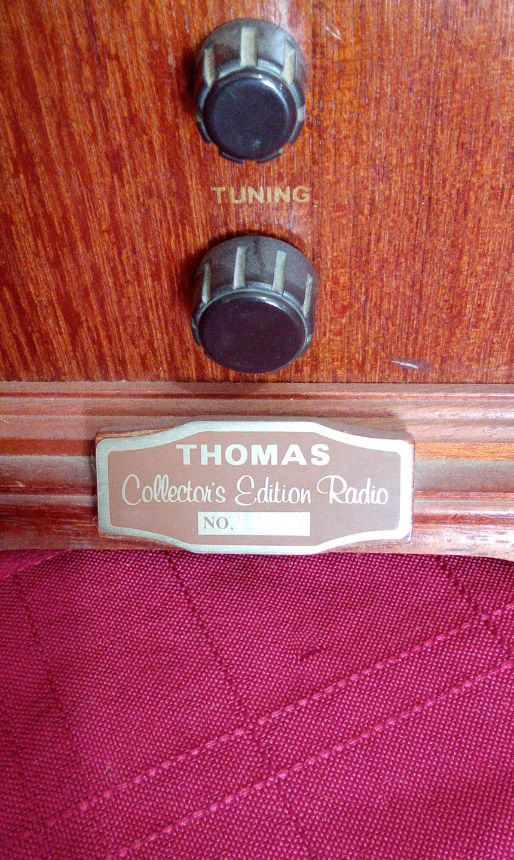 TUNING
THOMAS
Collector's Edition Radio
NO.